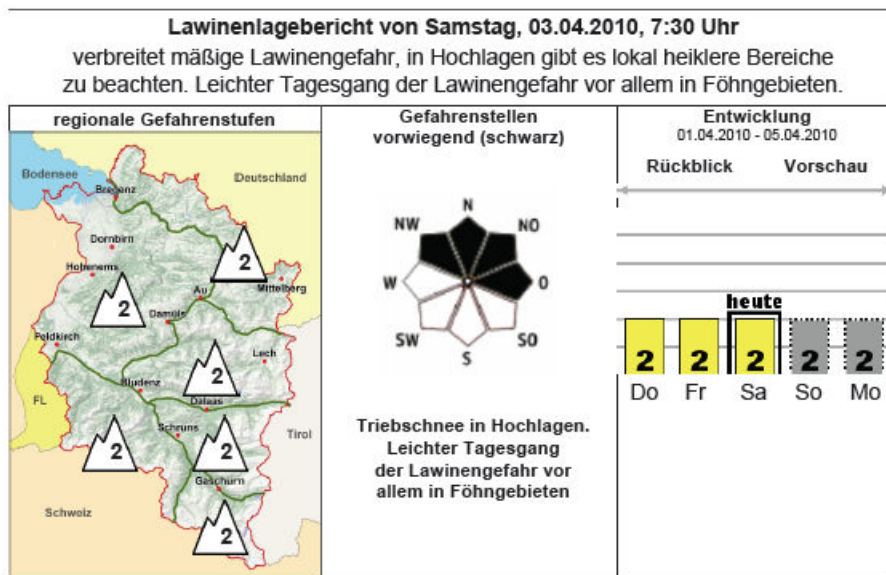 Lawinenlagebericht von Samstag, 03.04.2010, 7:30 Uhr
verbreitet mäßige Lawinengefahr, in Hochlagen gibt es lokal heiklere Bereiche
zu beachten. Leichter Tagesgang der Lawinengefahr vor allem in Föhngebieten.
regionale Gefahrenstufen
Bodensee
Deutschland
Bregenz
Dornbirn
2
Hohenems
Mittelberg
Au
2
Damüls
Feldkirch
Lech
2
Bludenz
FL
Dalaas
Schruns
Tirol
2
2
Gaschurn
Schweiz
2
Gefahrenstellen
vorwiegend (schwarz)
N
NW
NO
W
O
SW
SO
S
Triebschnee in Hochlagen.
Leichter Tagesgang
der Lawinengefahr vor
allem in Föhngebieten
Entwicklung
01.04.2010 - 05.04.2010
Rückblick Vorschau
heute
2 2 2 2 2
Do Fr Sa So Mo